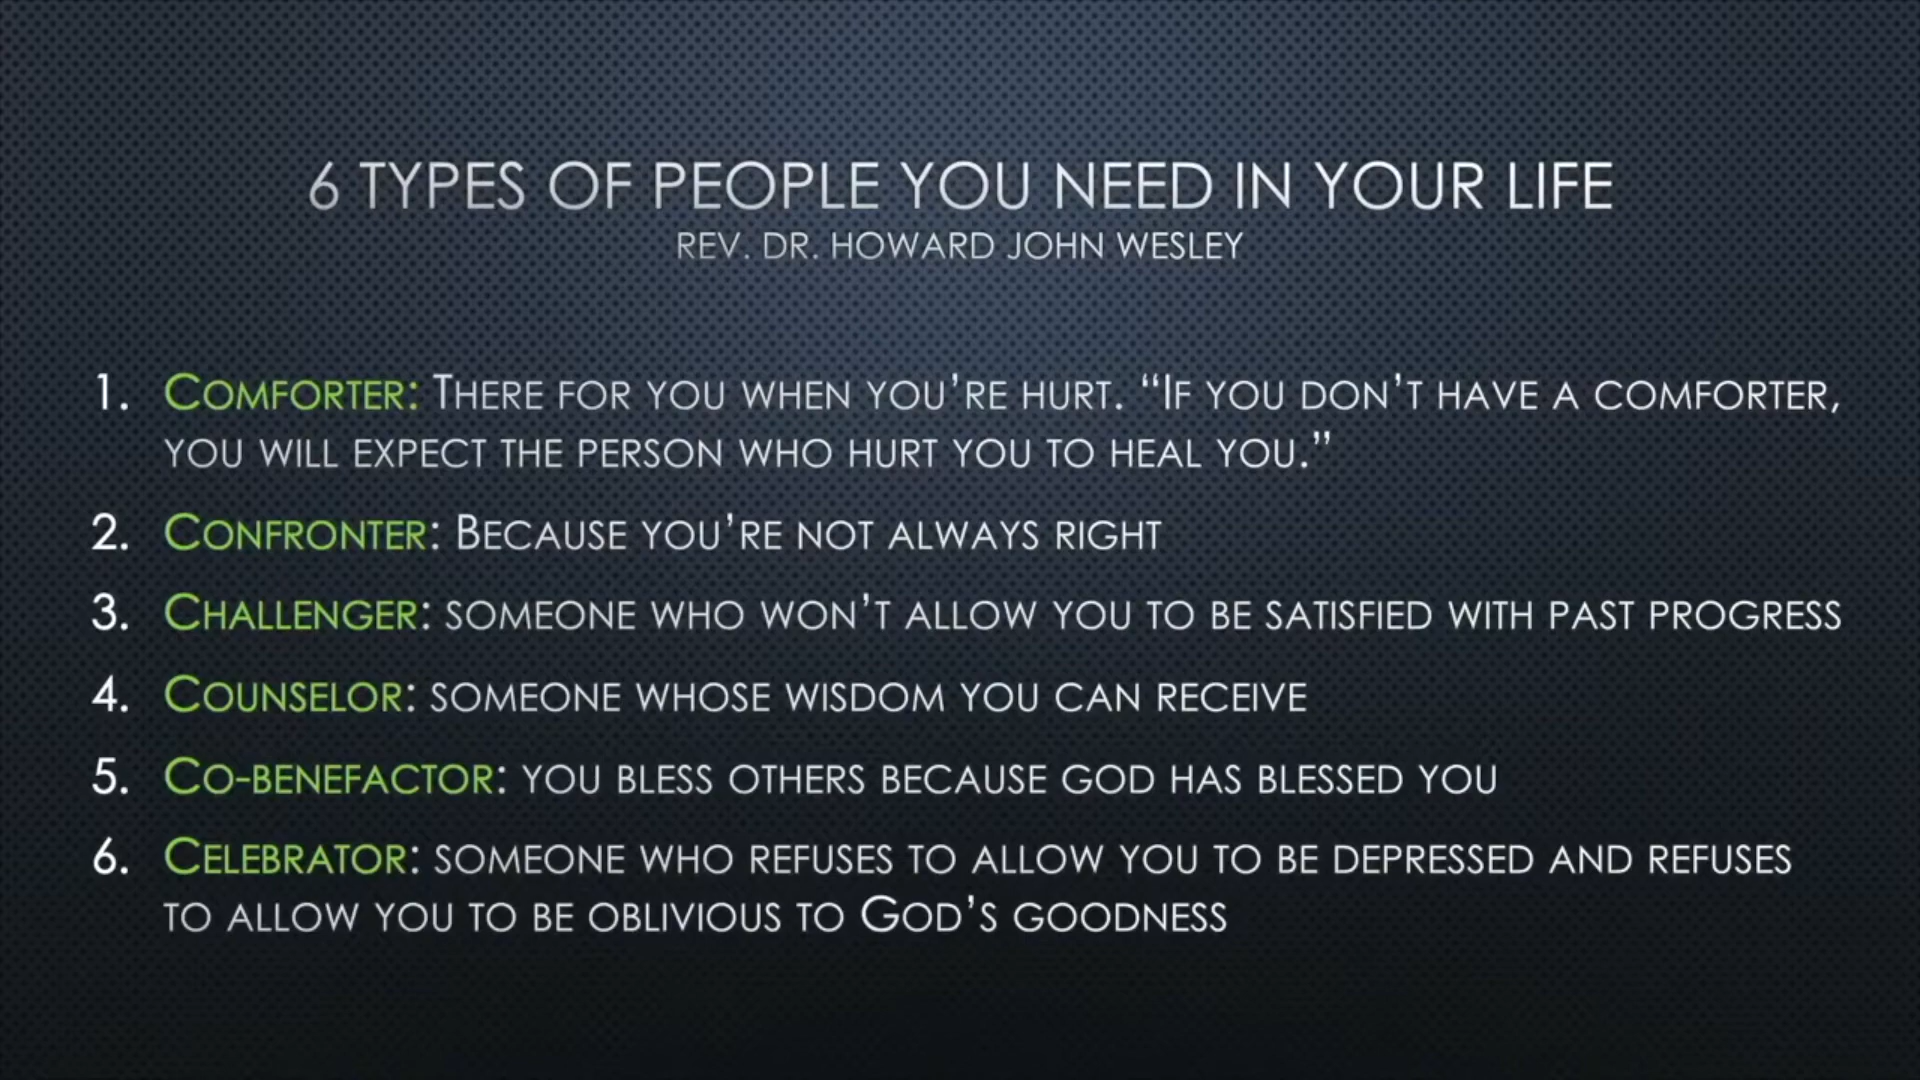 6 TYPES OF PEOPLE YOU NEED IN YOUR LIFE
REV. DR. HOWARD JOHN WESLEY
1. COMFORTER: THERE FOR YOU WHEN YOU’RE HURT. “IF YOU DON’T HAVE A COMFORTER,
YOU WILL EXPECT THE PERSON WHO HURT YOU TO HEAL YOU.”
2. CONFRONTER: BECAUSE YOU’RE NOT ALWAYS RIGHT
3. CHALLENGER: SOMEONE WHO WON’T ALLOW YOU TO BE SATISFIED WITH PAST PROGRESS
4. COUNSELOR: SOMEONE WHOSE WISDOM YOU CAN RECEIVE
5. CO-BENEFACTOR: YOU BLESS OTHERS BECAUSE GOD HAS BLESSED YOU
6. CELEBRATOR: SOMEONE WHO REFUSES TO ALLOW YOU TO BE DEPRESSED AND REFUSES
TO ALLOW YOU TO BE OBLIVIOUS TO GOD’S GOODNESS